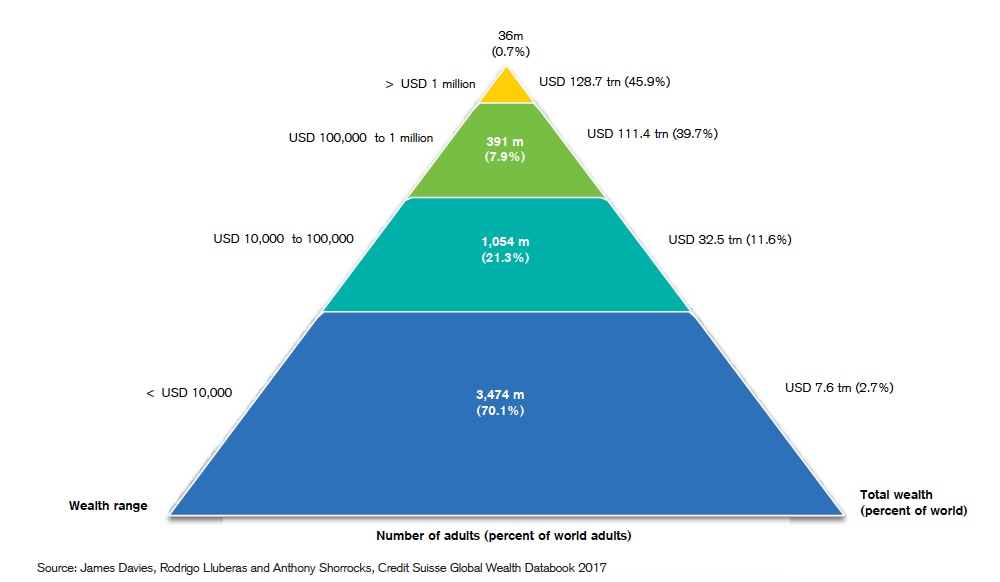 36m
(0.7%)
> USD 1 million
USD 128.7 trn (45.9%)
USD 100,000 to 1 million
391 m
(7.9%)
USD 111.4 trn (39.7%)
USD 10,000 to 100,000
1,054 m
(21.3%)
USD 32.5 trn (11.6%)
< USD 10,000
3,474 m
(70.1%)
USD 7.6 trn (2.7%)
Wealth range
Total wealth
(percent of world)
Number of adults (percent of world adults)
Source: James Davies, Rodrigo Lluberas and Anthony Shorrocks, Credit Suisse Global Wealth Databook 2017